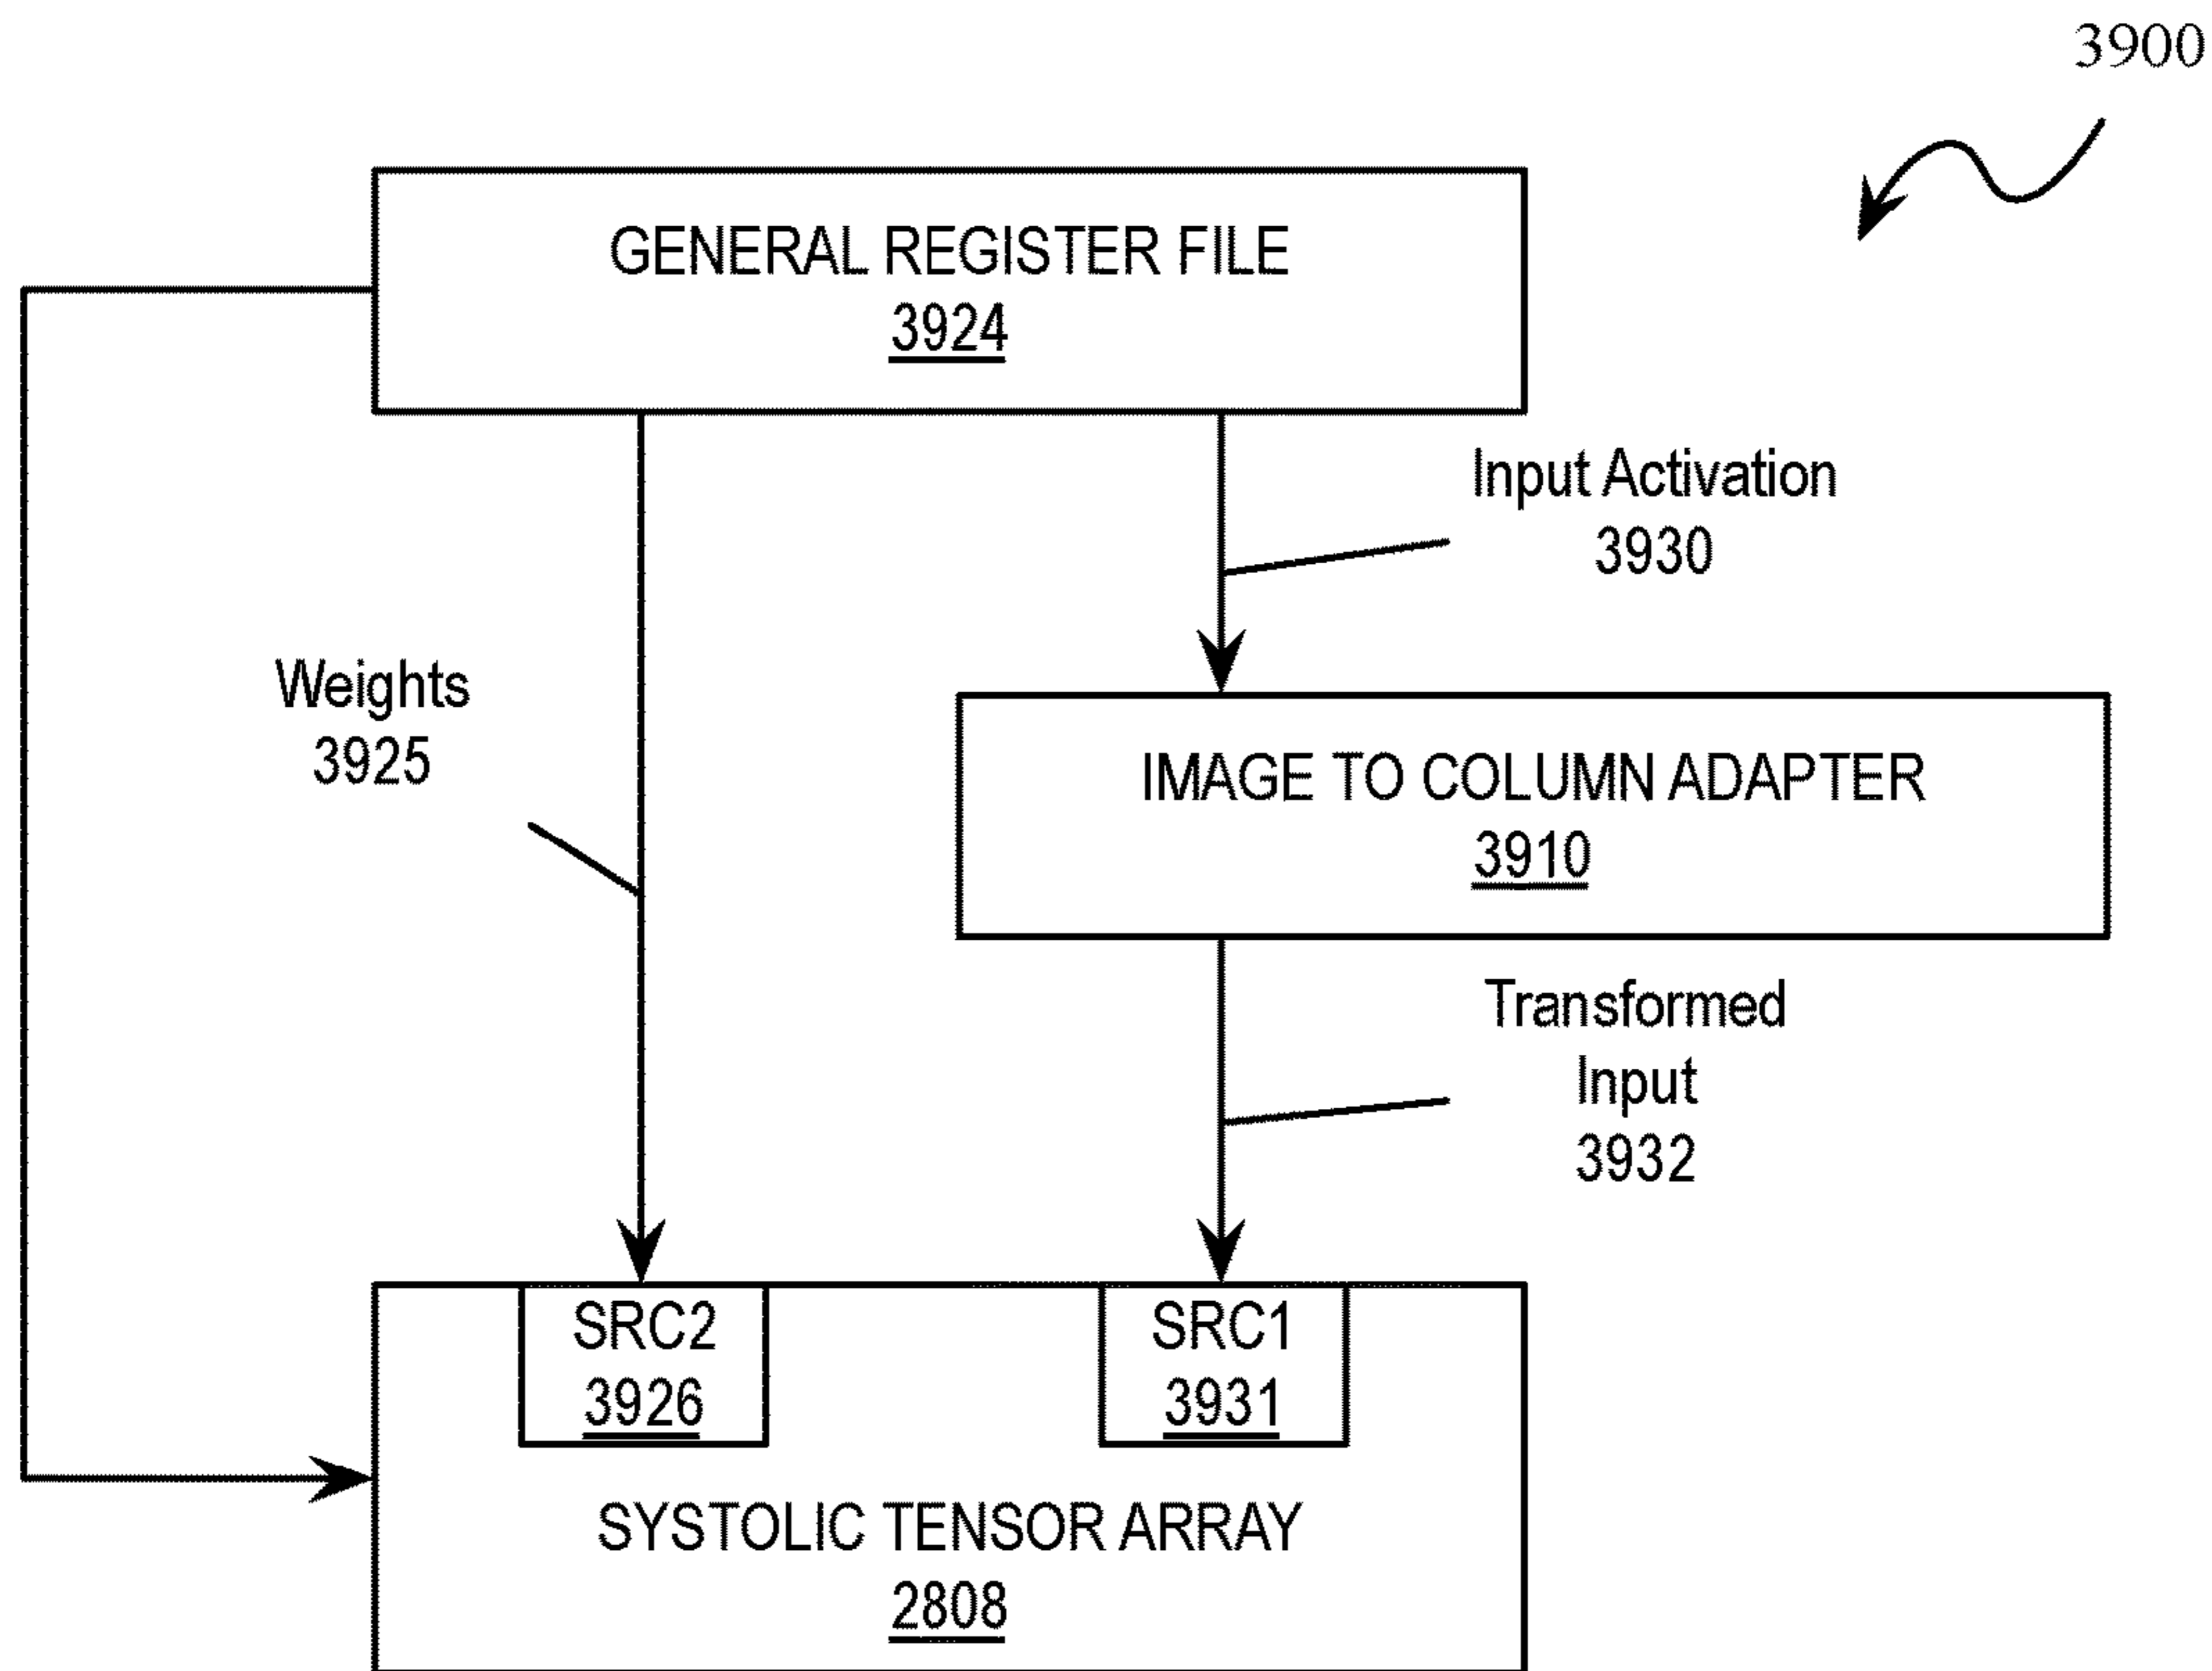 3900
GENERAL REGISTER FILE
3924
Input Activation
3930
Weights
3925
IMAGE TO COLUMN ADAPTER
3910
Transformed
Input
3932
SRC2
3926
SRC1
3931
SYSTOLIC TENSOR ARRAY
2808